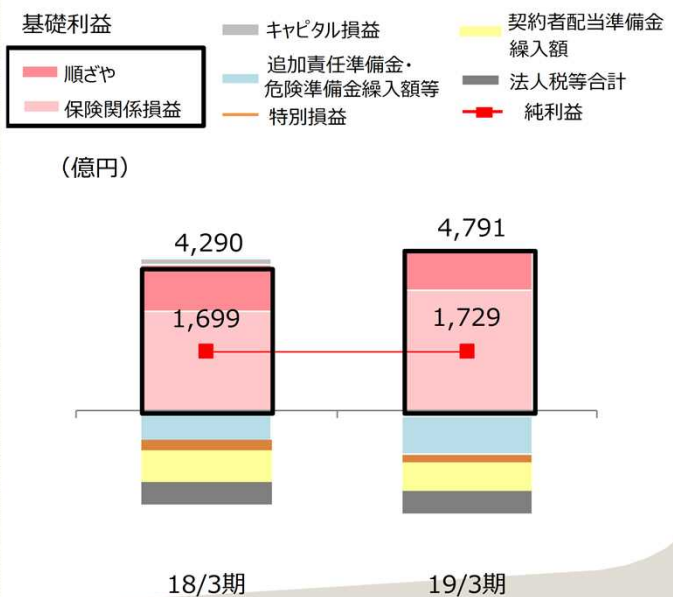 基礎利益
順ざや
保険関係損益
キャピタル損益
追加責任準備金・
危険準備金繰入額等
特別損益
契約者配当準備金
繰入額
法人税等合計
純利益
（億円）
4,290
4,791
1,699
1,729
18/3期
19/3期